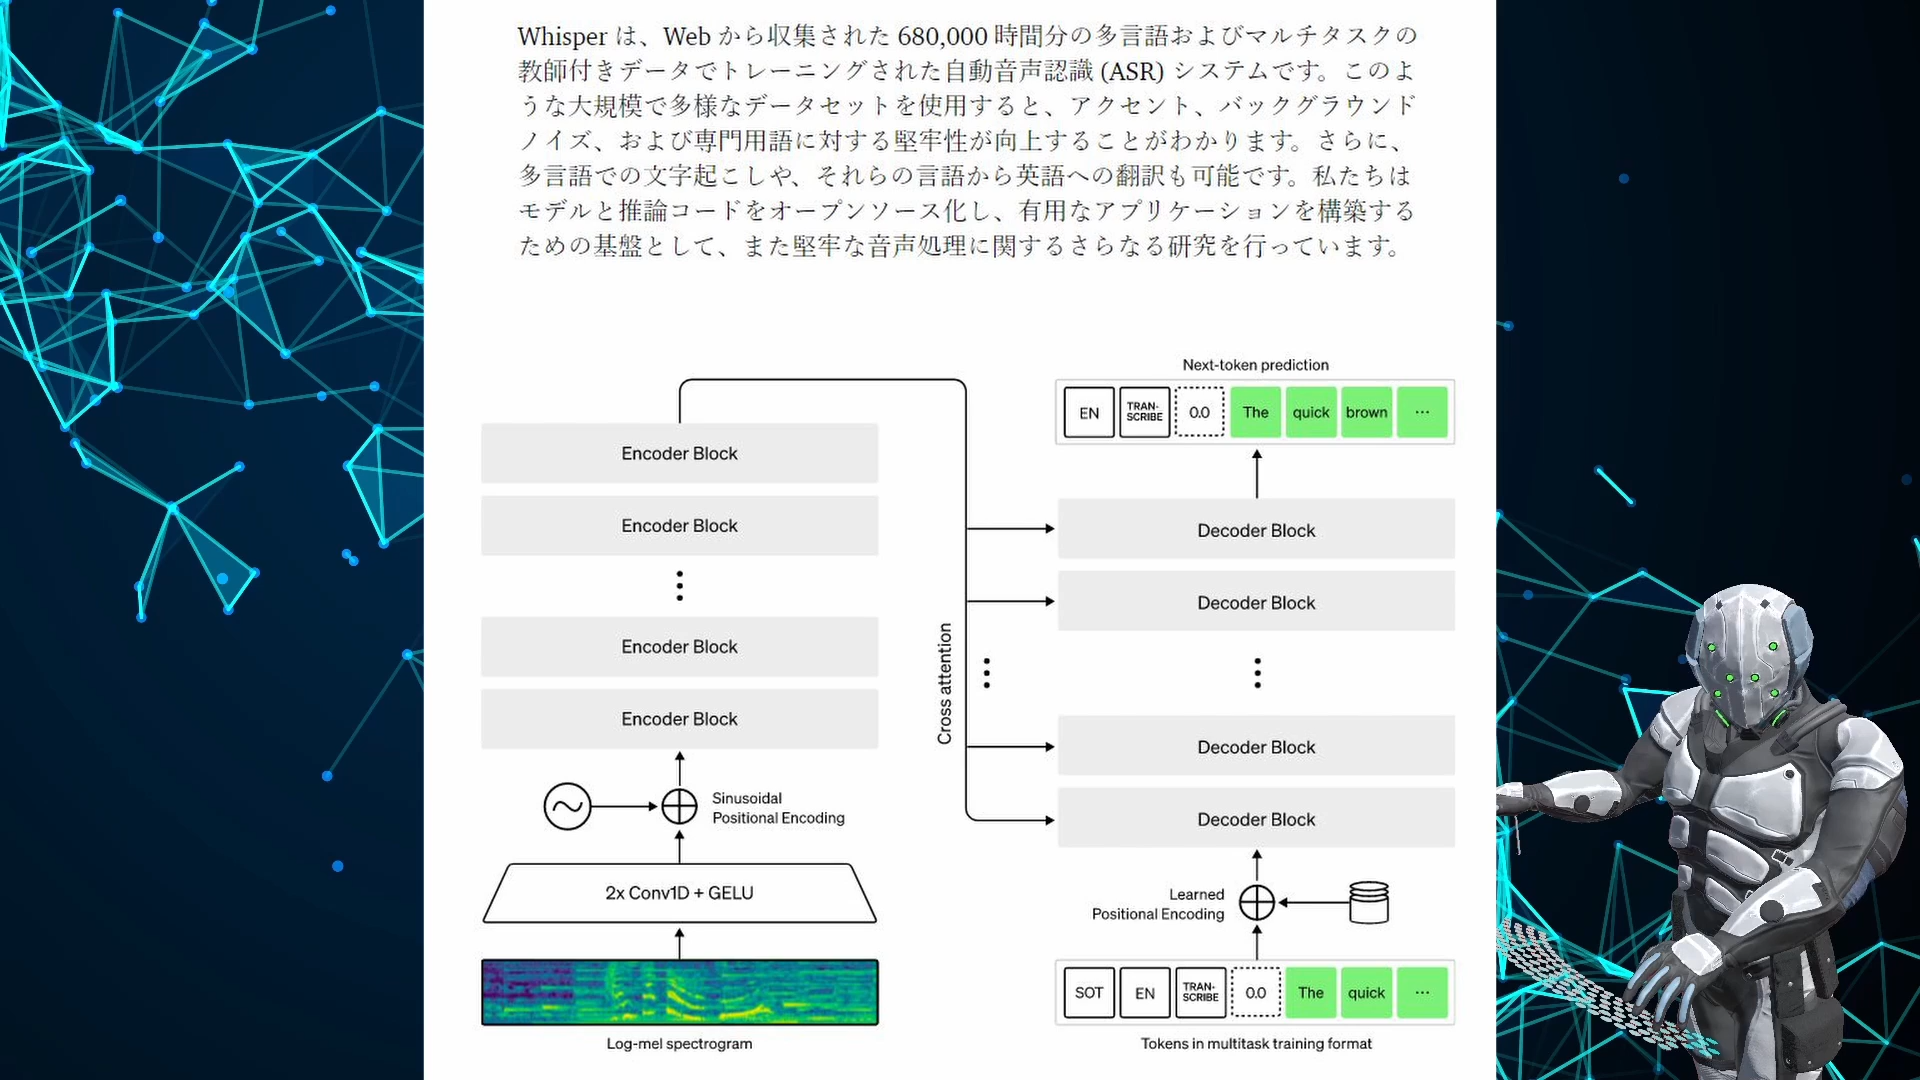 Whisper は、Web から収集された 680,000 時間分の多言語およびマルチタスクの
教師付きデータでトレーニングされた自動音声認識 (ASR) システムです。このよ
うな大規模で多様なデータセットを使用すると、アクセント、バックグラウンド
ノイズ、および専門用語に対する堅牢性が向上することがわかります。さらに、
多言語での文字起こしや、それらの言語から英語への翻訳も可能です。私たちは
モデルと推論コードをオープンソース化し、有用なアプリケーションを構築する
ための基盤として、また堅牢な音声処理に関するさらなる研究を行っています。
Encoder Block
Encoder Block
Encoder Block
Encoder Block
Sinusoidal
Positional Encoding
2x Conv1D + GELU
Log-mel spectrogram
Cross attention
Next-token prediction
EN TRAN-SCRIBE 0.0 The quick brown ...
Decoder Block
Decoder Block
Decoder Block
Decoder Block
Learned
Positional Encoding
SOT EN TRAN-SCRIBE 0.0 The quick ...
Tokens in multitask training format